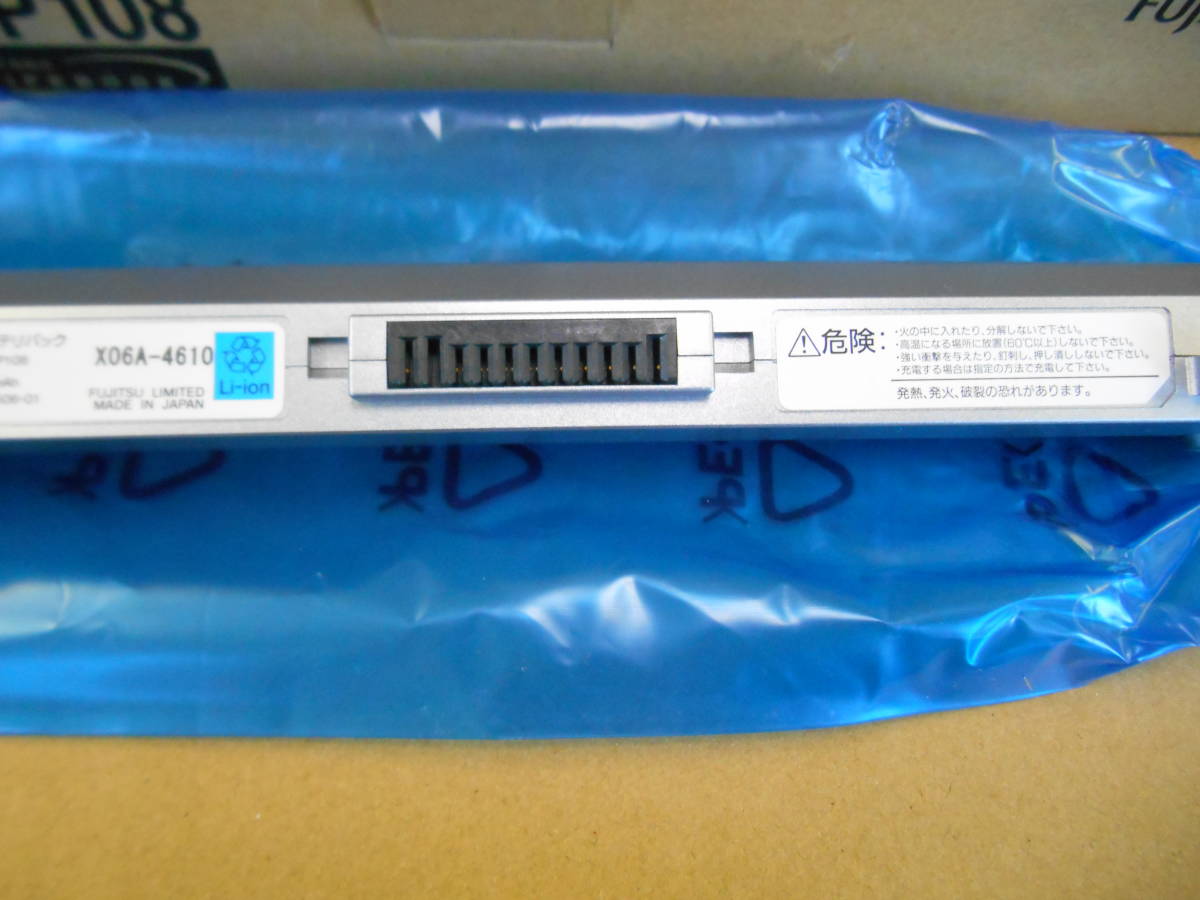 P108
FUJ
テリパック
P108
X06A-4610
Li-ion
FUJITSU LIMITED
MADE IN JAPAN
危険:
・火の中に入れたり、分解しないで下さい。
・高温になる場所に放置(60℃以上)しないで下さい。
・強い衝撃を与えたり、釘刺し、押し潰ししないで下さい。
・充電する場合は指定の方法で充電して下さい。
発熱、発火、破裂の恐れがあります。